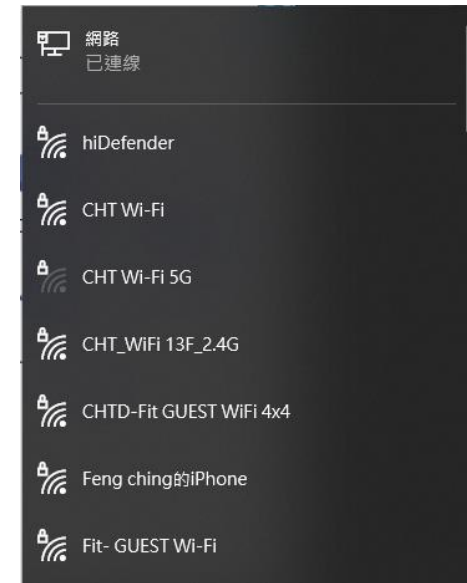 網路
已連線
hiDefender
CHT Wi-Fi
CHT Wi-Fi 5G
CHT_WiFi 13F_2.4G
CHTD-Fit GUEST WiFi 4x4
Feng ching的iPhone
Fit- GUEST Wi-Fi